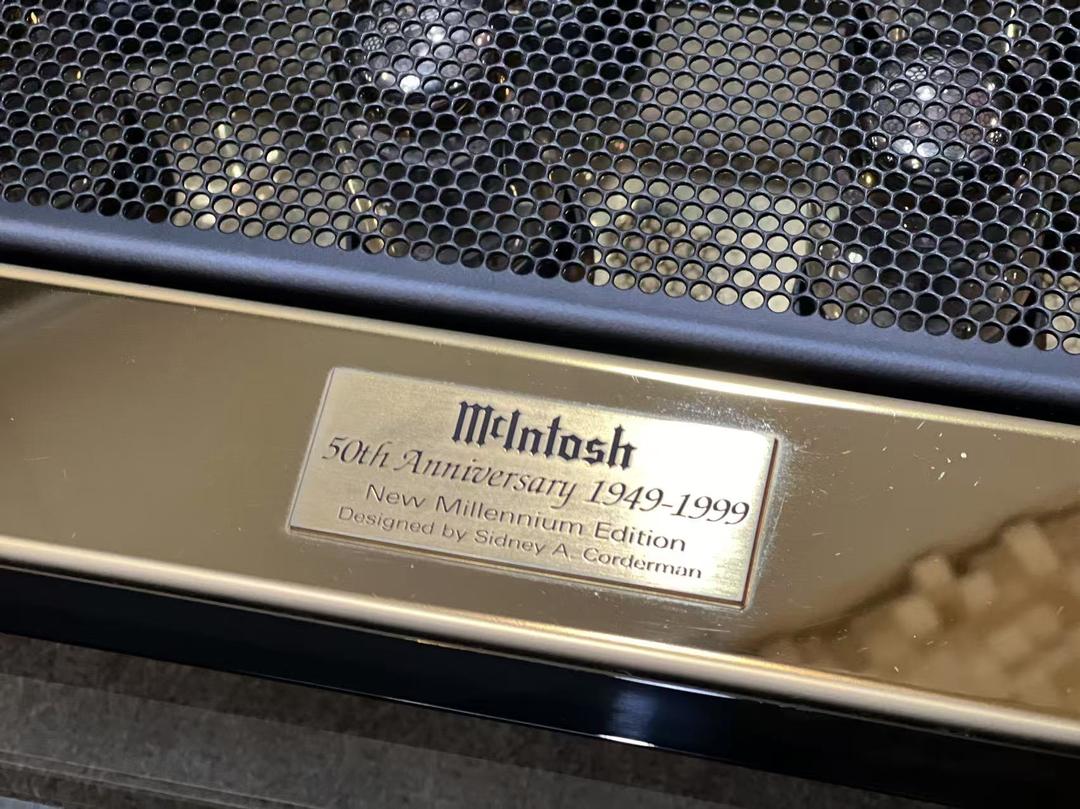 McIntosh
50th Anniversary 1949-1999
New Millennium Edition
Designed by Sidney A. Corderman